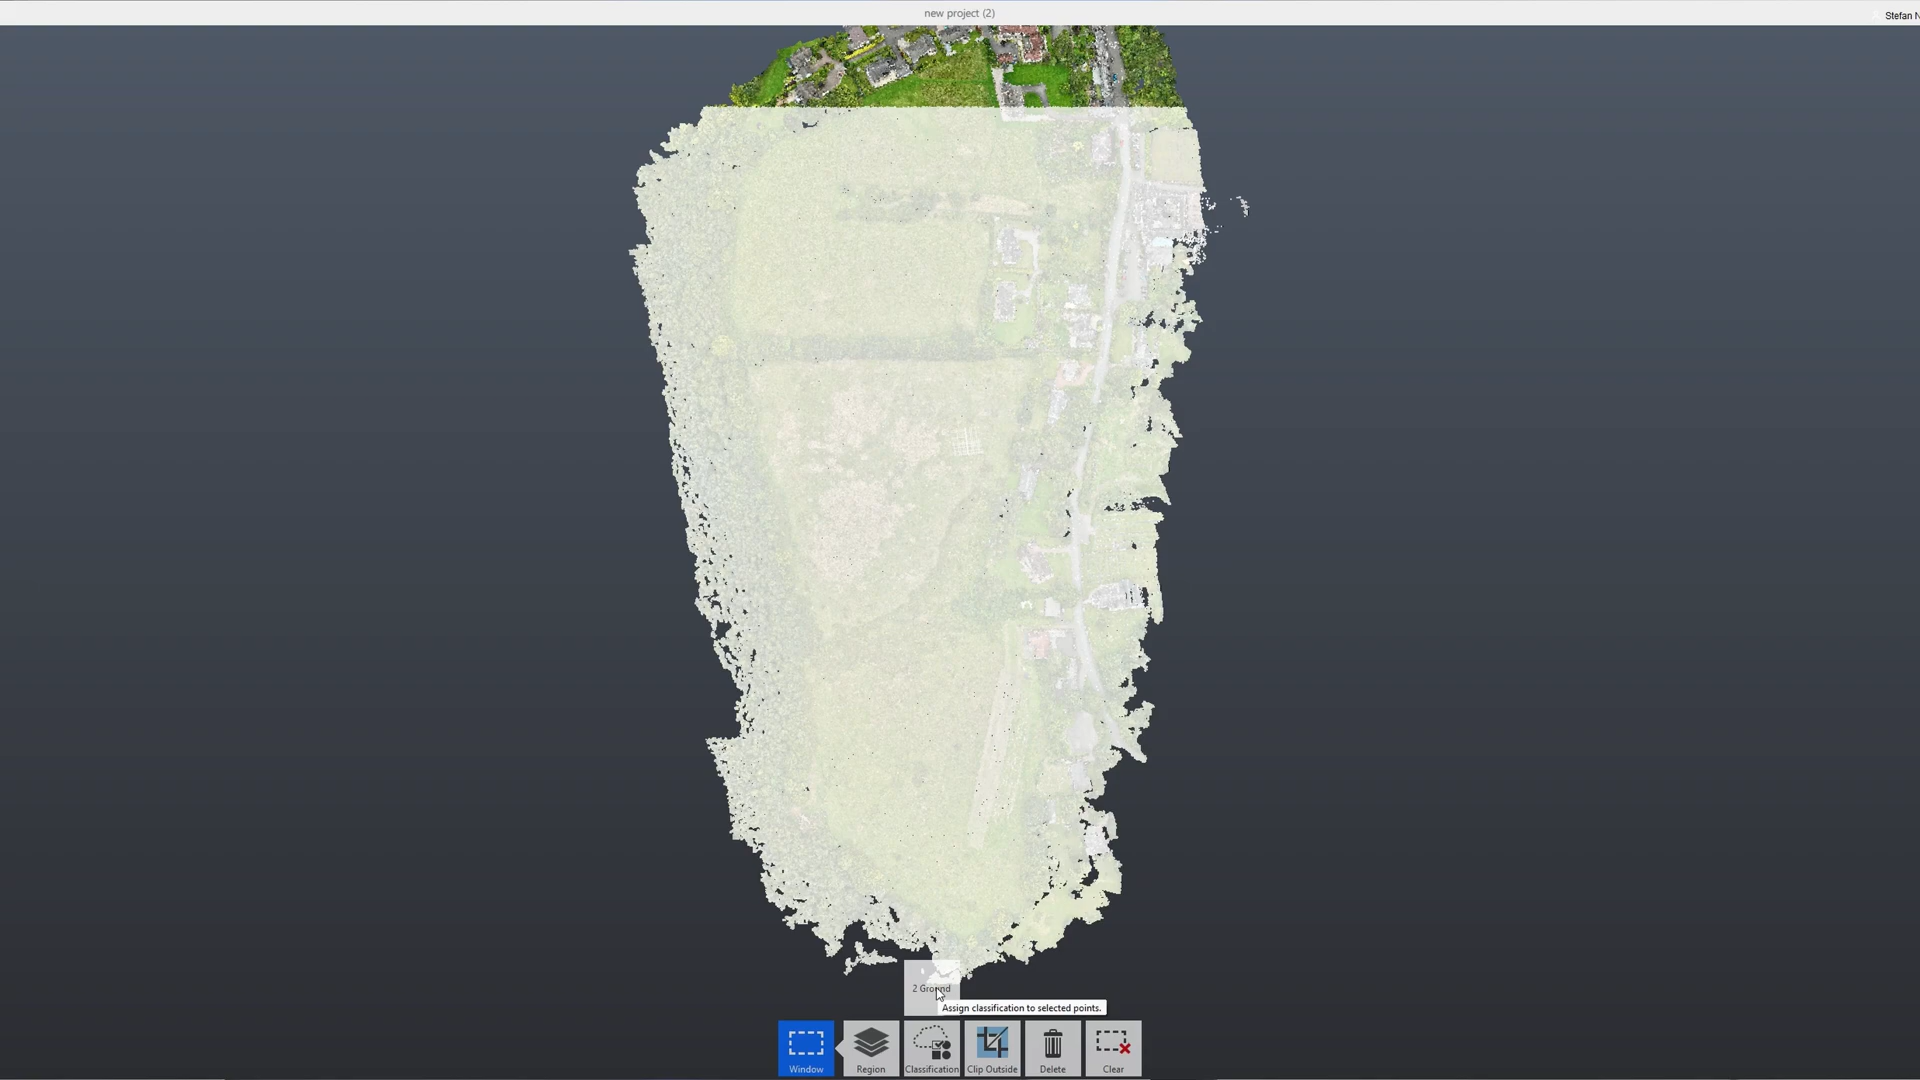 new project (2)
Stefan N
2 Ground
Assign classification to selected points.
Window
Region
Classification
Clip Outside
Delete
Clear